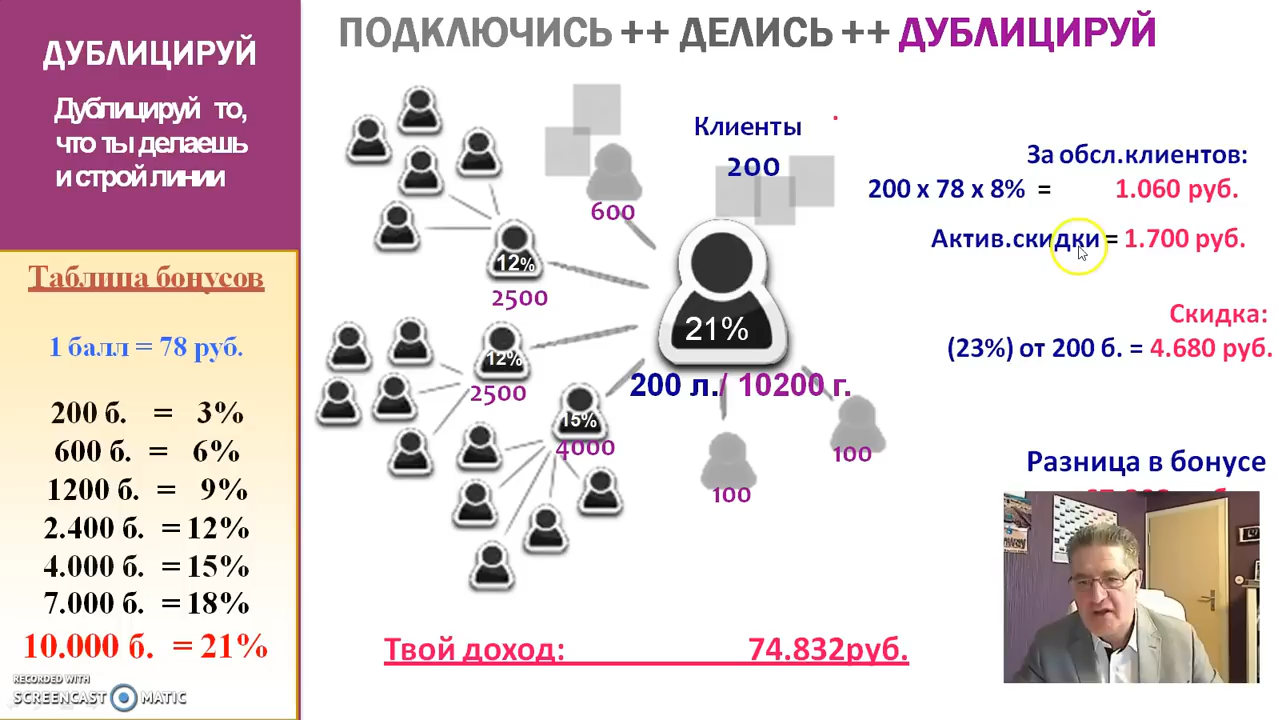 ДУБЛИЦИРУЙ
Дублицируй то,
что ты делаешь
и строй линии
Таблица бонусов
1 балл = 78 руб.
200 б. = 3%
600 б. = 6%
1200 б. = 9%
2.400 б. = 12%
4.000 б. = 15%
7.000 б. = 18%
10.000 б. = 21%
RECORDED WITH
SCREENCAST MATIC
ПОДКЛЮЧИСЬ ++ ДЕЛИСЬ ++ ДУБЛИЦИРУЙ
Клиенты
200
600
12%
2500
12%
2500
15%
4000
21%
200 л./ 10200 г.
100
100
За обсл.клиентов:
200 х 78 х 8% = 1.060 руб.
Актив.скидки = 1.700 руб.
Скидка:
(23%) от 200 б. = 4.680 руб.
Разница в бонусе
Твой доход: 74.832руб.